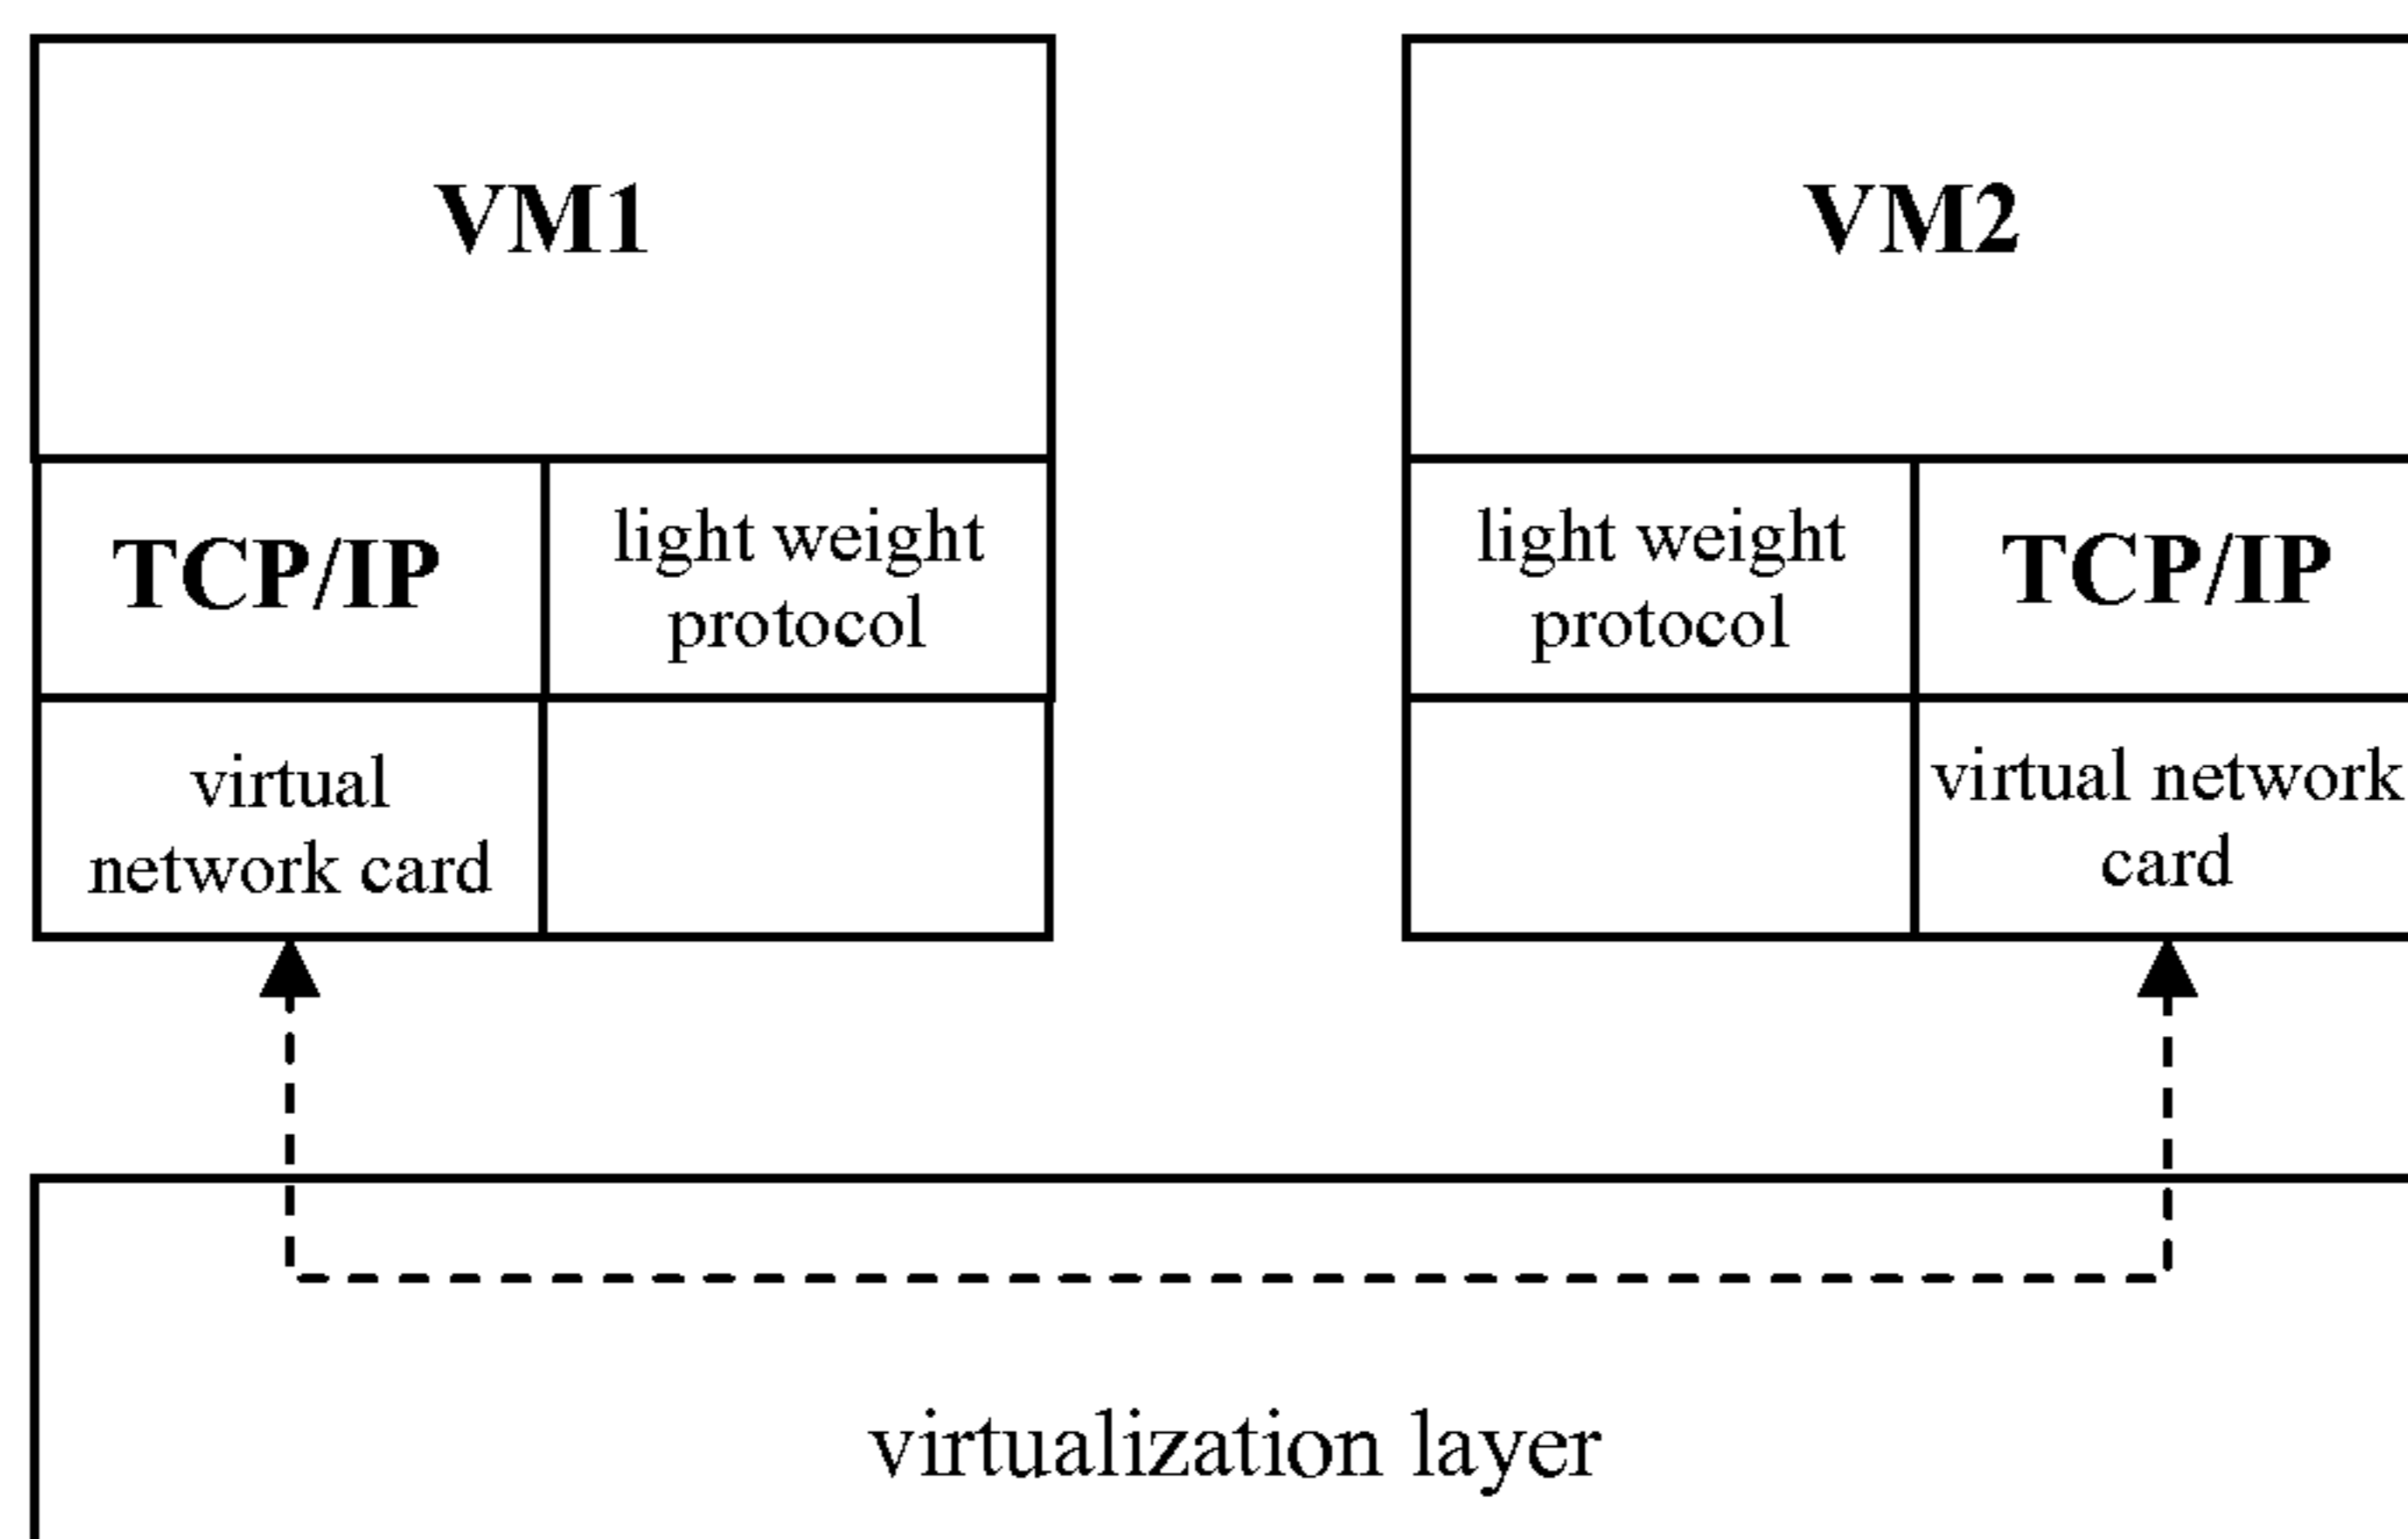 VM1
VM2
TCP/IP
light weight
protocol
light weight
protocol
TCP/IP
virtual
network card
virtual network
card
virtualization layer